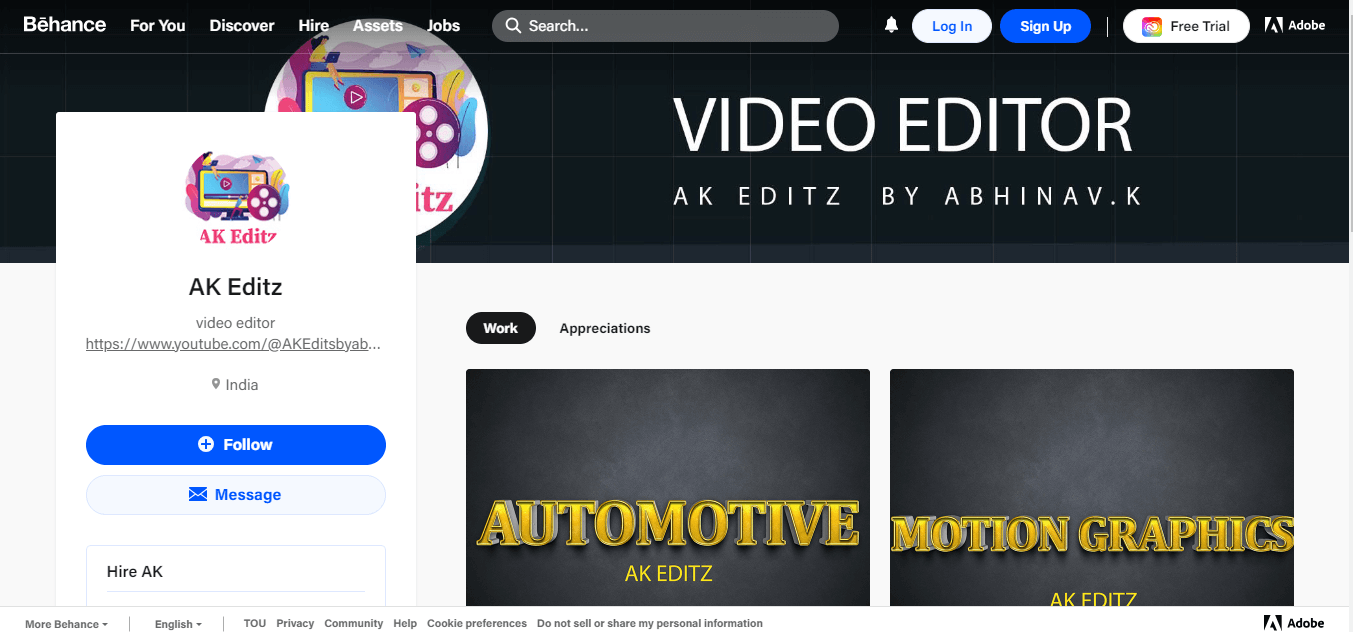 Bēhance For You Discover Hire Assets Jobs Search... Log In Sign Up Free Trial Adobe
VIDEO EDITOR
AK EDITZ BY ABHINAV.K
itz
AK Editz
AK Editz
video editor
https://www.youtube.com/@AKEditsbyab...
India
Follow
Message
Hire AK
Work Appreciations
AUTOMOTIVE
AK EDITZ
MOTION GRAPHICS
AK EDITZ
More Behance English TOU Privacy Community Help Cookie preferences Do not sell or share my personal information Adobe